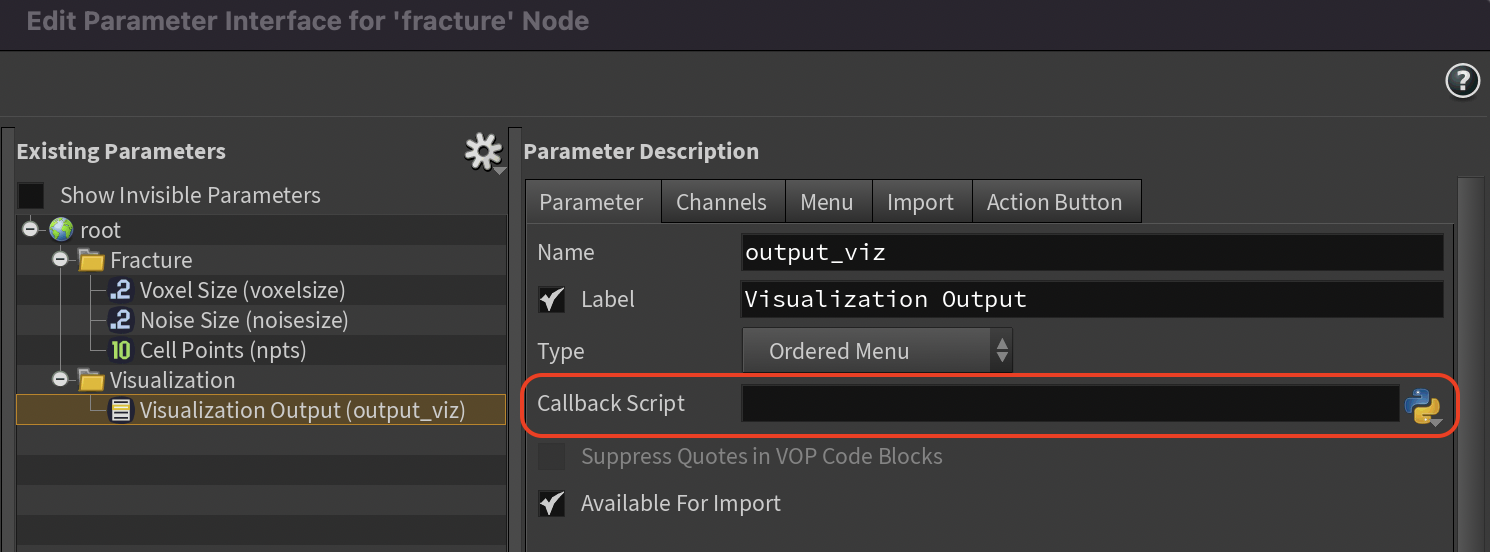 Edit Parameter Interface for 'fracture' Node
?
Existing Parameters
Show Invisible Parameters
root
Fracture
.2 Voxel Size (voxelsize)
.2 Noise Size (noisesize)
10 Cell Points (npts)
Visualization
Visualization Output (output_viz)
Parameter Description
Parameter Channels Menu Import Action Button
Name output_viz
Label Visualization Output
Type Ordered Menu
Callback Script
Suppress Quotes in VOP Code Blocks
Available For Import